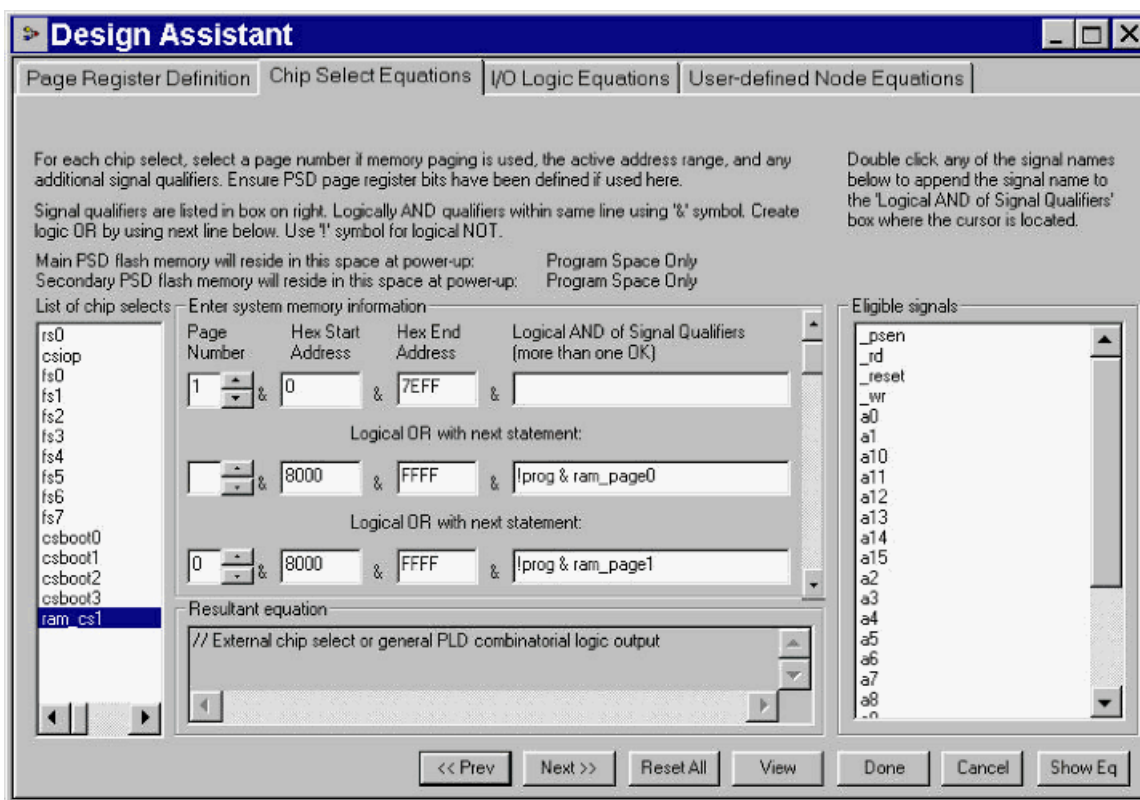 Design Assistant
Page Register Definition
Chip Select Equations
I/O Logic Equations
User-defined Node Equations
For each chip select, select a page number if memory paging is used, the active address range, and any
additional signal qualifiers. Ensure PSD page register bits have been defined if used here.
Signal qualifiers are listed in box on right. Logically AND qualifiers within same line using '&' symbol. Create
logic OR by using next line below. Use '!' symbol for logical NOT.
Main PSD flash memory will reside in this space at power-up: Program Space Only
Secondary PSD flash memory will reside in this space at power-up: Program Space Only
Double click any of the signal names
below to append the signal name to
the 'Logical AND of Signal Qualifiers'
box where the cursor is located.
List of chip selects
rs0
csiop
fs0
fs1
fs2
fs3
fs4
fs5
fs6
fs7
csboot0
csboot1
csboot2
csboot3
ram_cs1
Enter system memory information
Page Number
Hex Start Address
Hex End Address
Logical AND of Signal Qualifiers
(more than one OK)
1 & 0 & 7EFF &
Logical OR with next statement:
& 8000 & FFFF & !prog & ram_page0
Logical OR with next statement:
0 & 8000 & FFFF & !prog & ram_page1
Resultant equation
// External chip select or general PLD combinatorial logic output
Eligible signals
_psen
_rd
_reset
_wr
a0
a1
a10
a11
a12
a13
a14
a15
a2
a3
a4
a5
a6
a7
a8
<< Prev
Next >>
Reset All
View
Done
Cancel
Show Eq